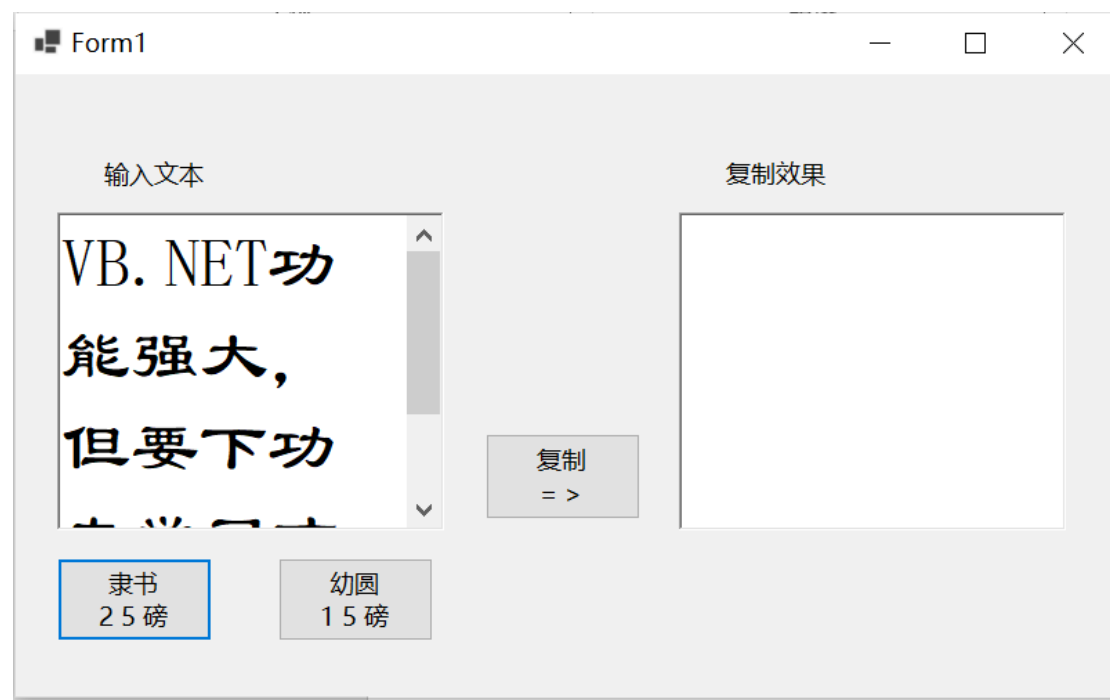 Form1
输入文本
复制效果
VB.NET功
能强大,
但要下功
复制
= >
隶书
25磅
幼圆
15磅